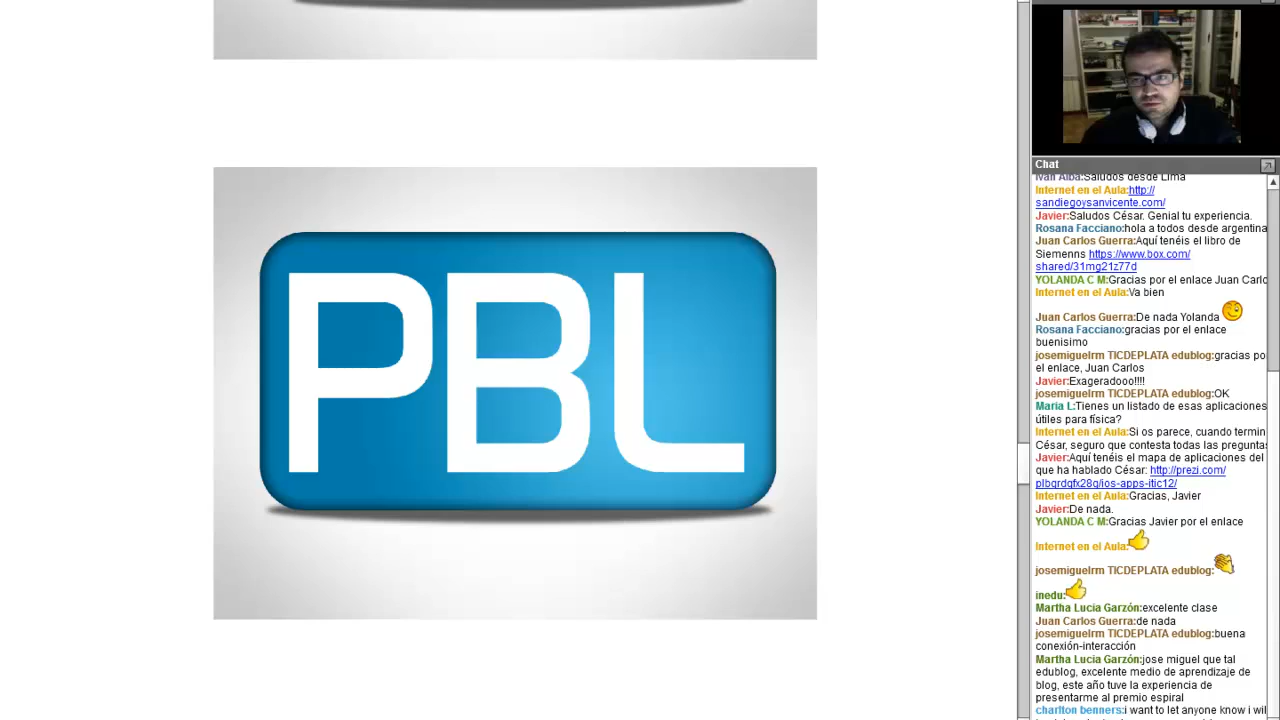 PBL
Chat
Ivan Alba:Saludos desde Lima
Internet en el Aula:http://
sandiegoysanvicente.com/
Javier:Saludos César. Genial tu experiencia.
Rosana Facciano:hola a todos desde argentina
Juan Carlos Guerra:Aquí tenéis el libro de
Siemenns https://www.box.com/
shared/31mg21z77d
YOLANDA C M:Gracias por el enlace Juan Carlo
Internet en el Aula:Va bien
Juan Carlos Guerra:De nada Yolanda
Rosana Facciano:gracias por el enlace
buenisimo
josemiguelrm TICDEPLATA edublog:gracias po
el enlace, Juan Carlos
Javier:Exageradooo!!!!
josemiguelrm TICDEPLATA edublog:OK
Maria L:Tienes un listado de esas aplicaciones
útiles para física?
Internet en el Aula:Si os parece, cuando termin
César, seguro que contesta todas las pregunta
Javier:Aquí tenéis el mapa de aplicaciones del
que ha hablado César: http://prezi.com/
plbqrdqfx28q/ios-apps-itic12/
Internet en el Aula:Gracias, Javier
Javier:De nada.
YOLANDA C M:Gracias Javier por el enlace
Internet en el Aula:
josemiguelrm TICDEPLATA edublog:
inedu:
Martha Lucia Garzón:excelente clase
Juan Carlos Guerra:de nada
josemiguelrm TICDEPLATA edublog:buena
conexión-interacción
Martha Lucia Garzón:jose miguel que tal
edublog, excelente medio de aprendizaje de
blog, este año tuve la experiencia de
presentarme al premio espiral
charlton benners:i want to let anyone know i wil